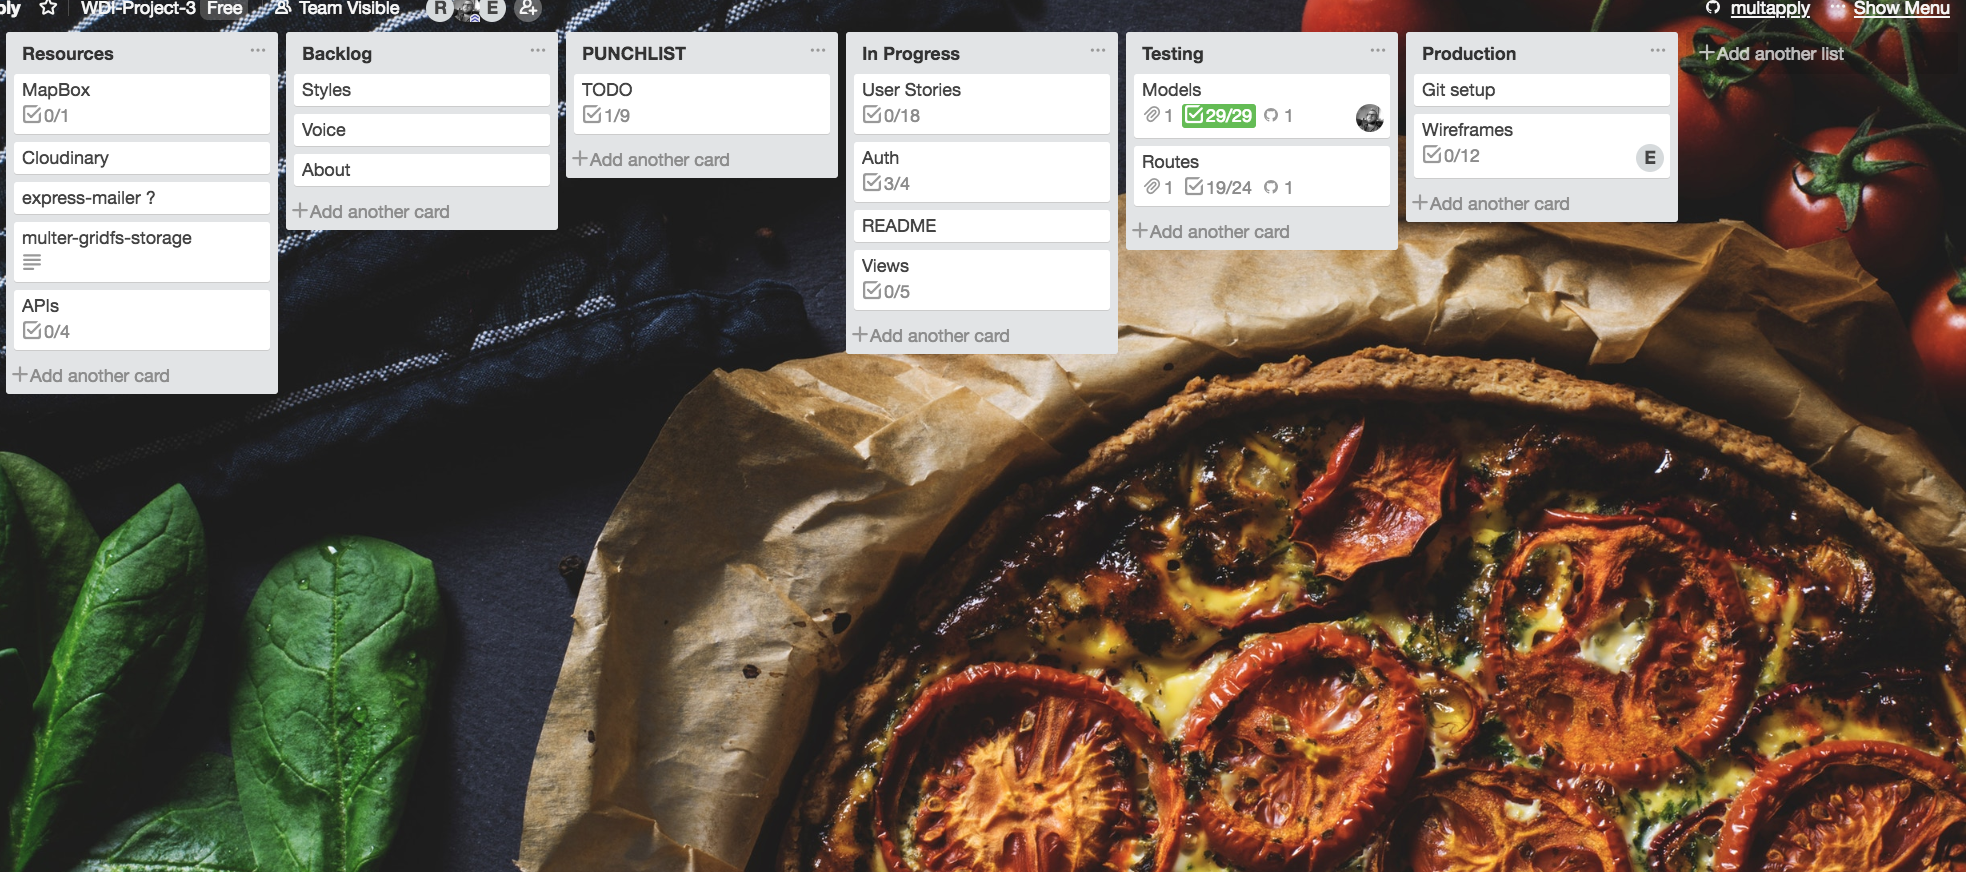 ply WDI-Project-3 Free Team Visible R E multapply ··· Show Menu
Resources ···
MapBox
0/1
Cloudinary
express-mailer ?
multer-gridfs-storage
APIs
0/4
+Add another card
Backlog ···
Styles
Voice
About
+Add another card
PUNCHLIST ···
TODO
1/9
+Add another card
In Progress ···
User Stories
0/18
Auth
3/4
README
Views
0/5
+Add another card
Testing ···
Models
1 29/29 1
Routes
1 19/24 1
+Add another card
Production ···
Git setup
Wireframes
0/12 E
+Add another card
+Add another list